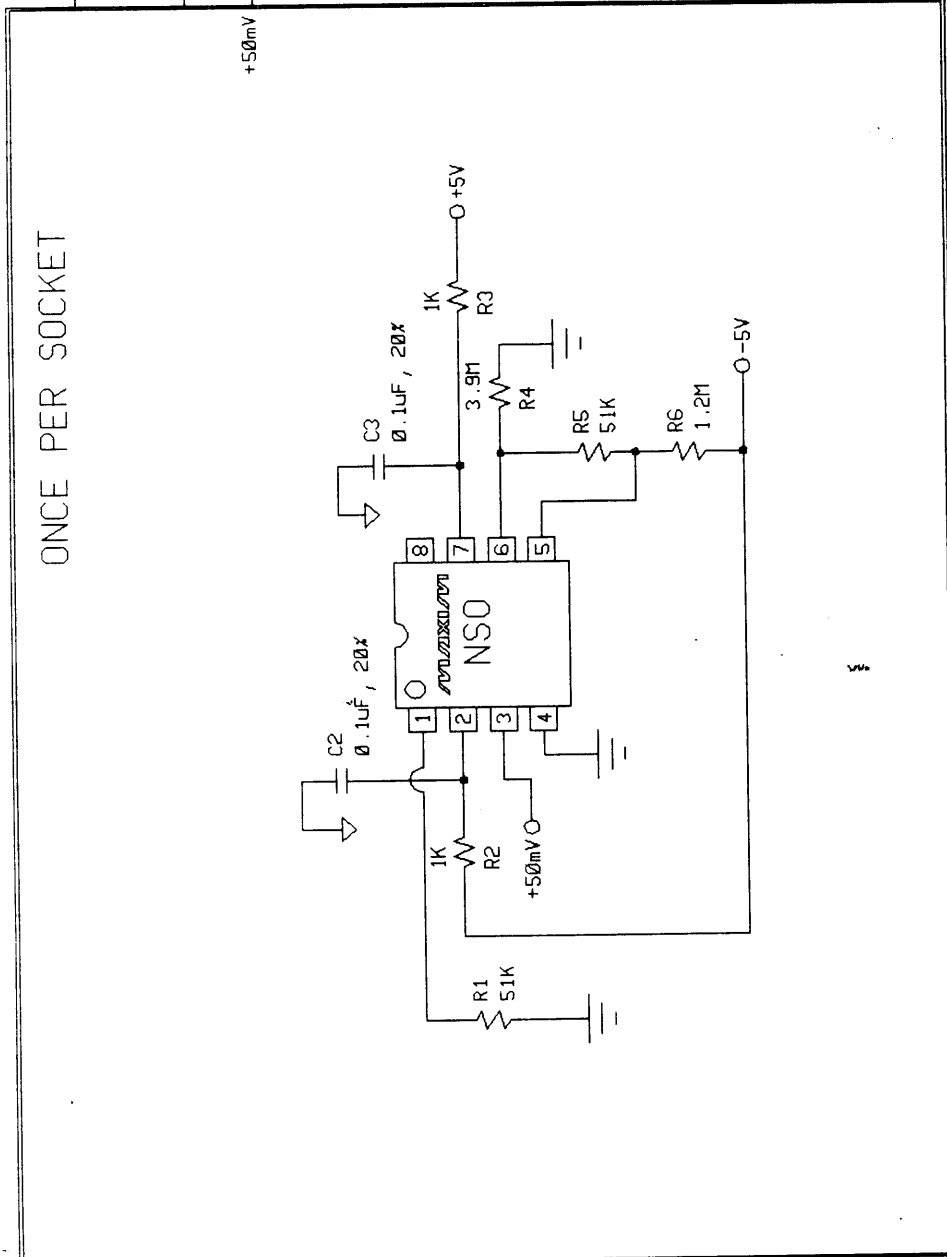 ONCE PER SOCKET
+50mV
C3
0.1uF, 20%
1K
R3
+5V
C2
0.1uF, 20%
1
8
MAXIM
NSO
2
7
3
6
4
5
1K
R2
+50mV
3.9M
R4
R5
51K
R6
1.2M
-5V
R1
51K